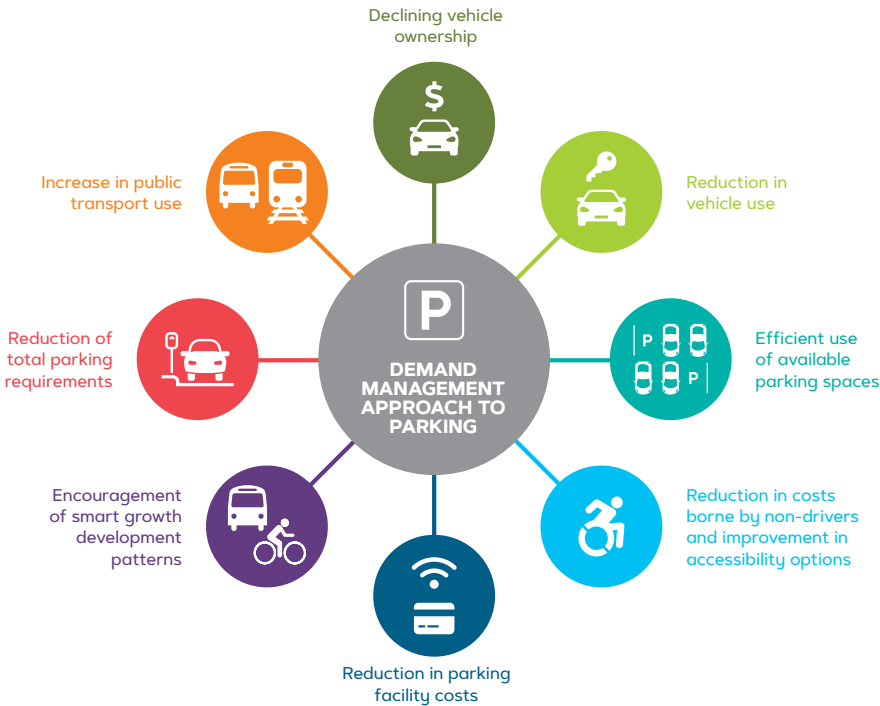 Declining vehicle
ownership
$
Reduction in
vehicle use
Increase in public
transport use
P
DEMAND
MANAGEMENT
APPROACH TO
PARKING
Efficient use
of available
parking spaces
P
P
Reduction of
total parking
requirements
Reduction in costs
borne by non-drivers
and improvement in
accessibility options
Encouragement
of smart growth
development
patterns
Reduction in parking
facility costs